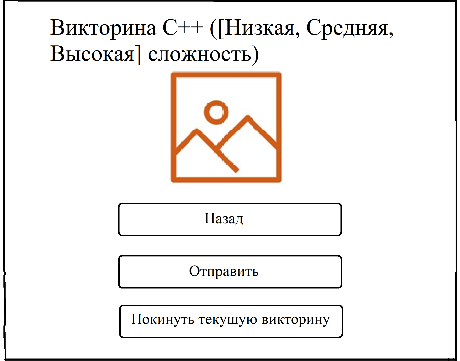 Викторина C++ ([Низкая, Средняя,
Высокая] сложность)
Назад
Отправить
Покинуть текущую викторину